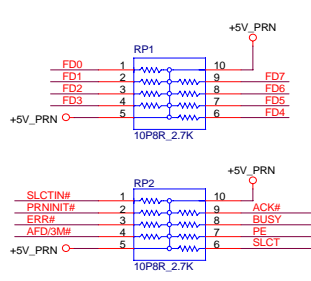 +5V_PRN
RP1
FD0 1 10
FD1 2 9 FD7
FD2 3 8 FD6
FD3 4 7 FD5
+5V_PRN 5 6 FD4
10P8R_2.7K
+5V_PRN
RP2
SLCTIN# 1 10
PRNINIT# 2 9 ACK#
ERR# 3 8 BUSY
AFD/3M# 4 7 PE
+5V_PRN 5 6 SLCT
10P8R_2.7K